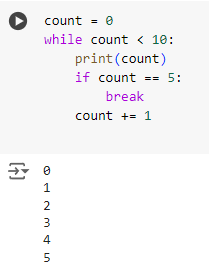 count = 0
while count < 10:
    print(count)
    if count == 5:
        break
    count += 1
0
1
2
3
4
5